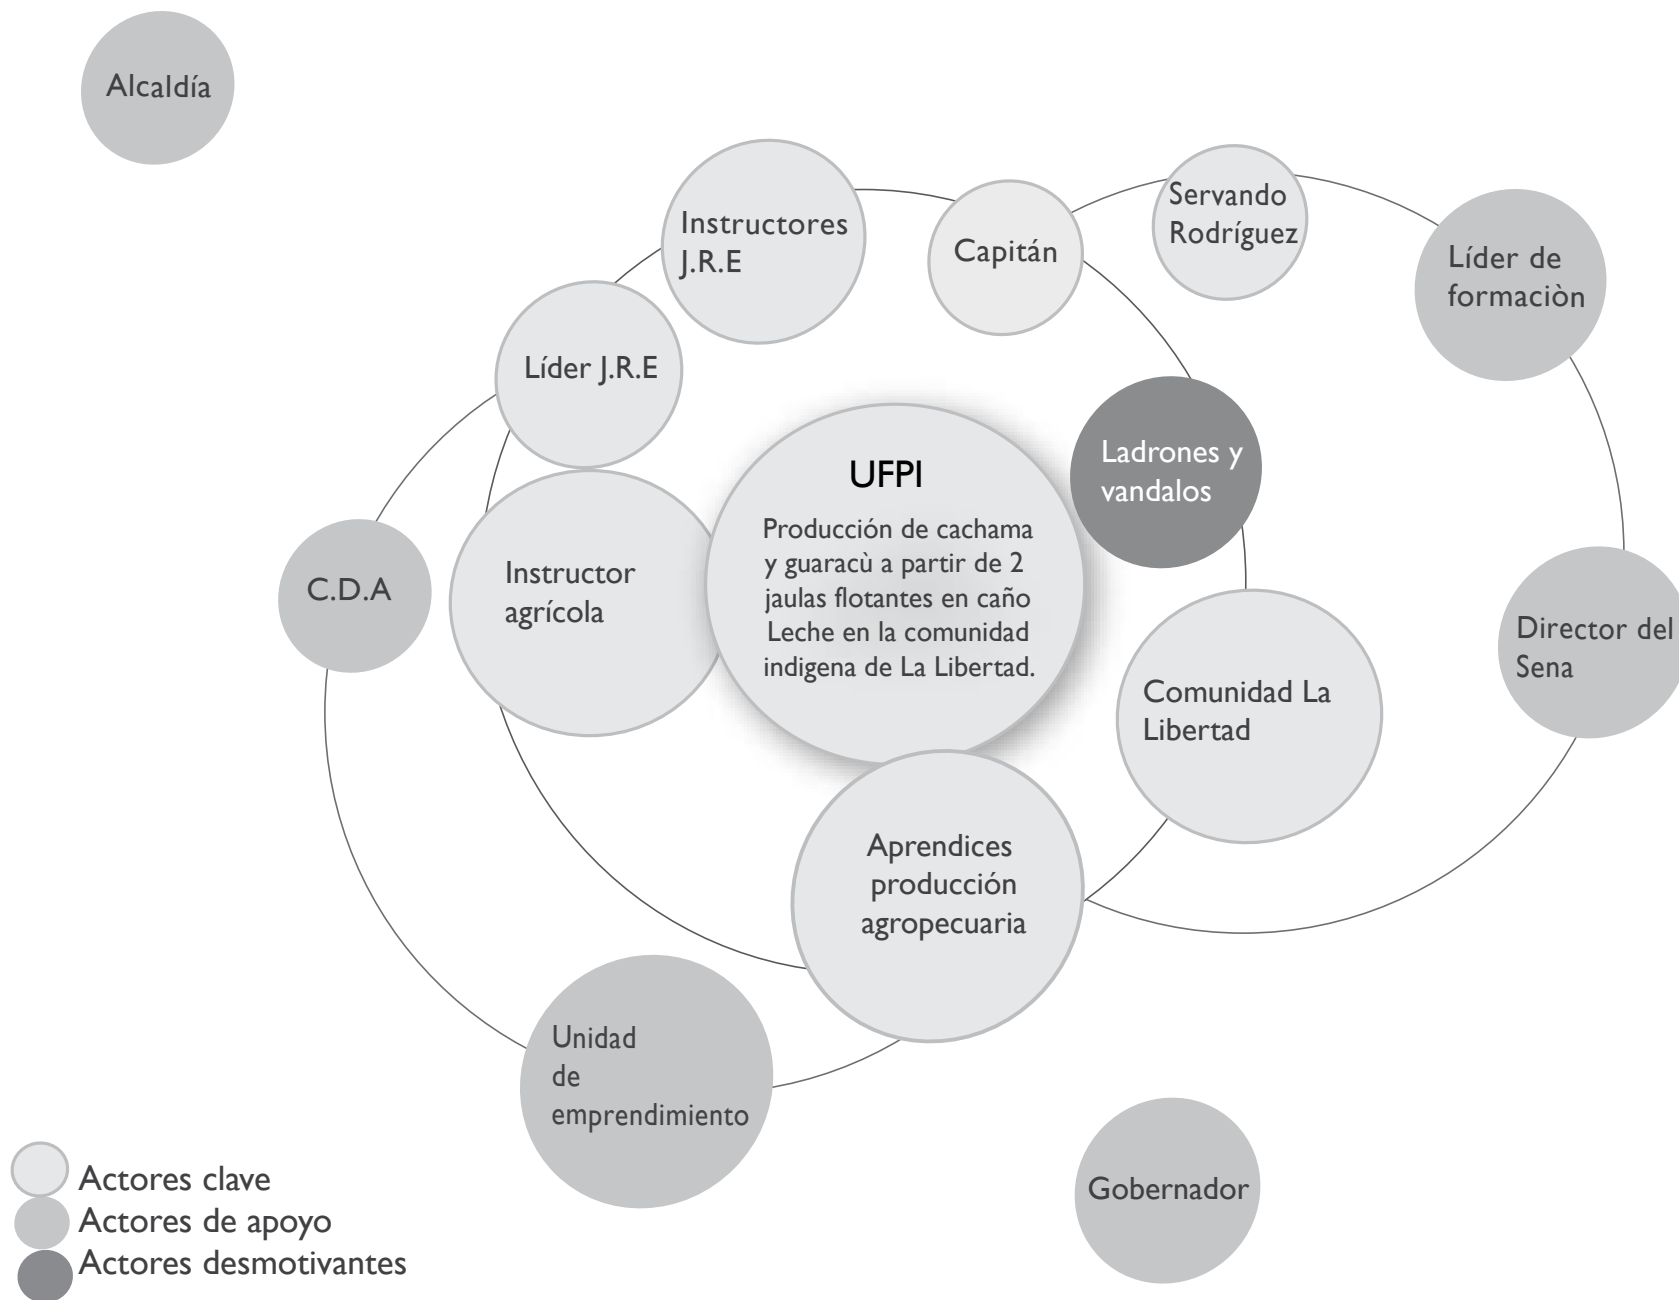 Alcaldía
Instructores
J.R.E
Capitán
Servando
Rodríguez
Líder de
formaciòn
Líder J.R.E
Ladrones y
vandalos
UFPI
Producción de cachama
y guaracù a partir de 2
jaulas flotantes en caño
Leche en la comunidad
indigena de La Libertad.
C.D.A
Instructor
agrícola
Director del
Sena
Comunidad La
Libertad
Aprendices
producción
agropecuaria
Unidad
de
emprendimiento
Gobernador
Actores clave
Actores de apoyo
Actores desmotivantes